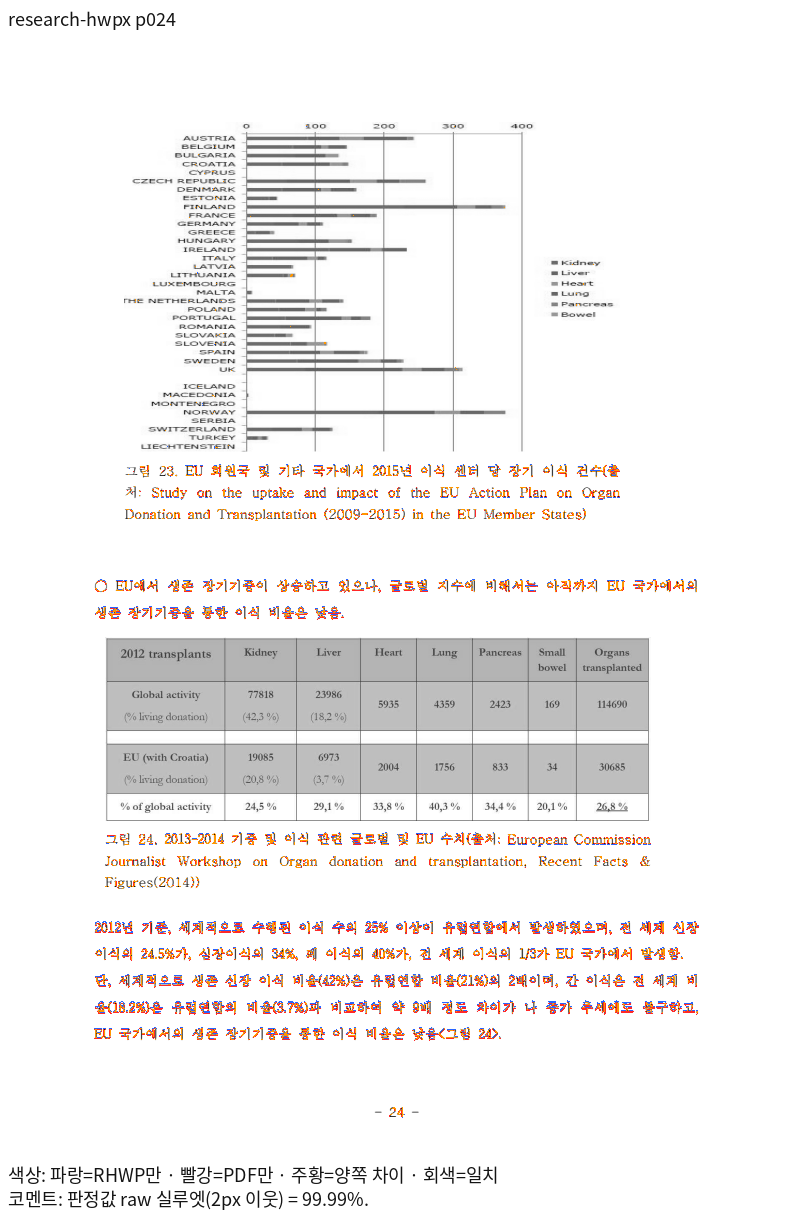 research-hwpx p024
0 100 200 300 400
AUSTRIA
BELGIUM
BULGARIA
CROATIA
CYPRUS
CZECH REPUBLIC
DENMARK
ESTONIA
FINLAND
FRANCE
GERMANY
GREECE
HUNGARY
IRELAND
ITALY
LATVIA
LITHUANIA
LUXEMBOURG
MALTA
THE NETHERLANDS
POLAND
PORTUGAL
ROMANIA
SLOVAKIA
SLOVENIA
SPAIN
SWEDEN
UK
ICELAND
MACEDONIA
MONTENEGRO
NORWAY
SERBIA
SWITZERLAND
TURKEY
LIECHTENSTEIN
Kidney
Liver
Heart
Lung
Pancreas
Bowel
그림 23. EU 회원국 및 기타 국가에서 2015년 이식 센터 당 장기 이식 건수(출
처: Study on the uptake and impact of the EU Action Plan on Organ
Donation and Transplantation (2009-2015) in the EU Member States)
○ EU에서 생존 장기기증이 상승하고 있으나, 글로벌 지수에 비해서는 아직까지 EU 국가에서의
생존 장기기증을 통한 이식 비율은 낮음.
2012 transplants Kidney Liver Heart Lung Pancreas Small bowel Organs transplanted
Global activity 77818 23986 5935 4359 2423 169 114690
(% living donation) (42,3 %) (18,2 %)
EU (with Croatia) 19085 6973 2004 1756 833 34 30685
(% living donation) (20,8 %) (3,7 %)
% of global activity 24,5 % 29,1 % 33,8 % 40,3 % 34,4 % 20,1 % 26,8 %
그림 24. 2013-2014 기증 및 이식 관련 글로벌 및 EU 수치(출처: European Commission
Journalist Workshop on Organ donation and transplantation, Recent Facts &
Figures(2014))
2012년 기준, 세계적으로 수행된 이식 수의 25% 이상이 유럽연합에서 발생하였으며, 전 세계 신장
이식의 24.5%가, 심장이식의 34%, 폐 이식의 40%가, 간 이식의 1/3가 EU 국가에서 발생함.
단, 세계적으로 생존 신장 이식 비율(42%)은 유럽연합 비율(21%)의 2배이며, 간 이식은 전 세계 비
율(18.2%)은 유럽연합의 비율(3.7%)과 비교하여 약 9배 정도 차이가 나 증가 추세에도 불구하고,
EU 국가에서의 생존 장기기증을 통한 이식 비율은 낮음<그림 24>.
- 24 -
색상: 파랑=RHWP만 · 빨강=PDF만 · 주황=양쪽 차이 · 회색=일치
코멘트: 판정값 raw 실루엣(2px 이웃) = 99.99%.